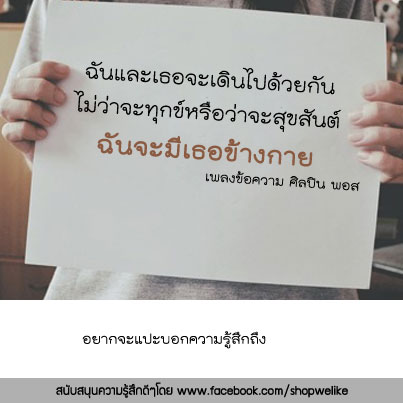 ฉันและเธอจะเดินไปด้วยกัน
ไม่ว่าจะทุกข์หรือว่าจะสุขสันต์
ฉันจะมีเธอข้างกาย
เพลงข้อความ ศิลปิน พอส
อยากจะแปะบอกความรู้สึกถึง
สนับสนุนความรู้สึกดีๆโดย www.facebook.com/shopwelike